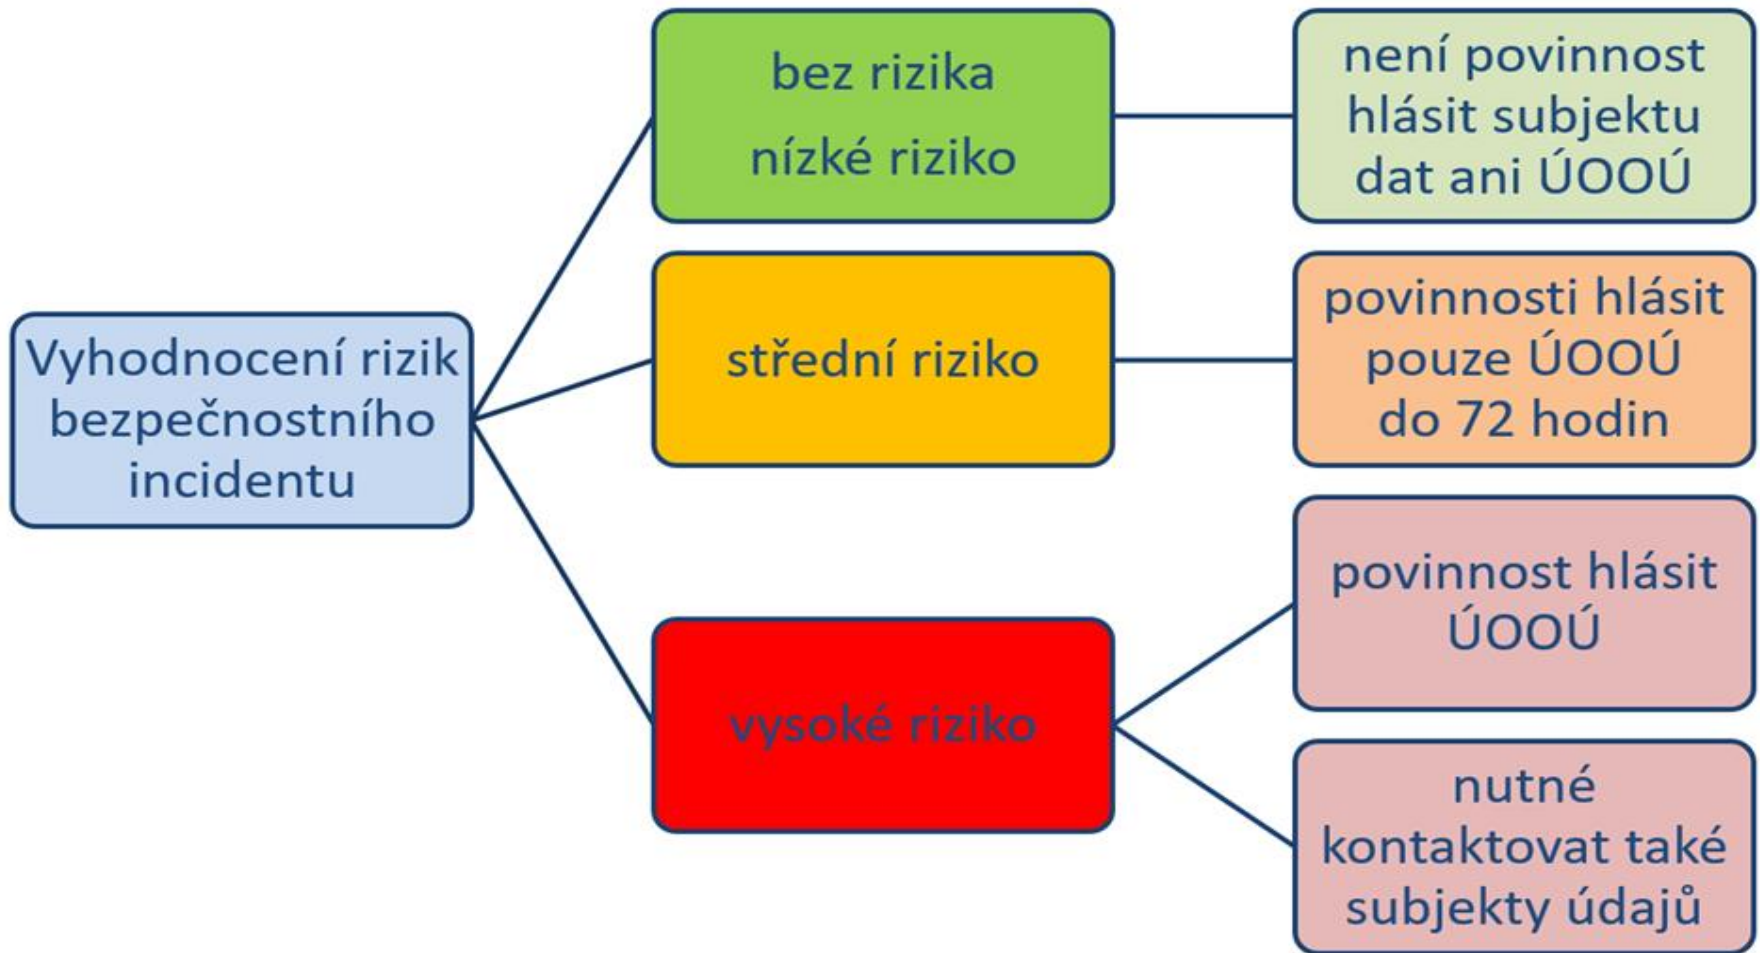 Vyhodnocení rizik
bezpečnostního
incidentu
bez rizika
nízké riziko
není povinnost
hlásit subjektu
dat ani ÚOOÚ
střední riziko
povinnosti hlásit
pouze ÚOOÚ
do 72 hodin
vysoké riziko
povinnost hlásit
ÚOOÚ
nutné
kontaktovat také
subjekty údajů